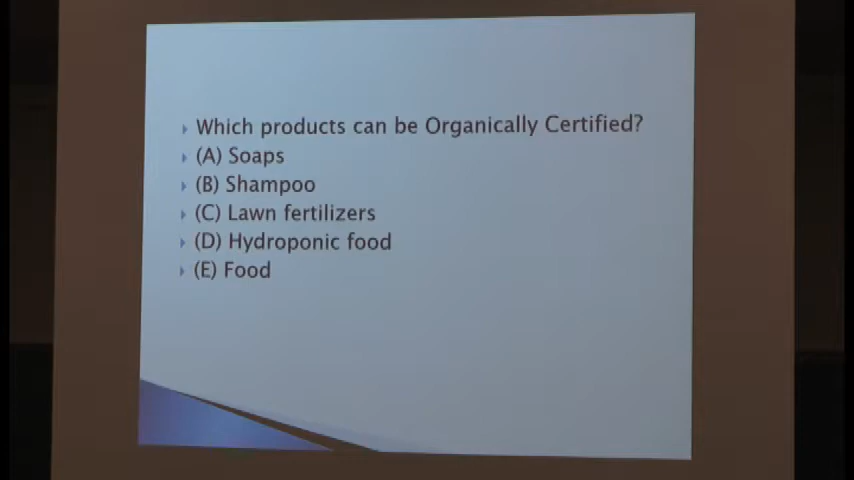 Which products can be Organically Certified?
(A) Soaps
(B) Shampoo
(C) Lawn fertilizers
(D) Hydroponic food
(E) Food